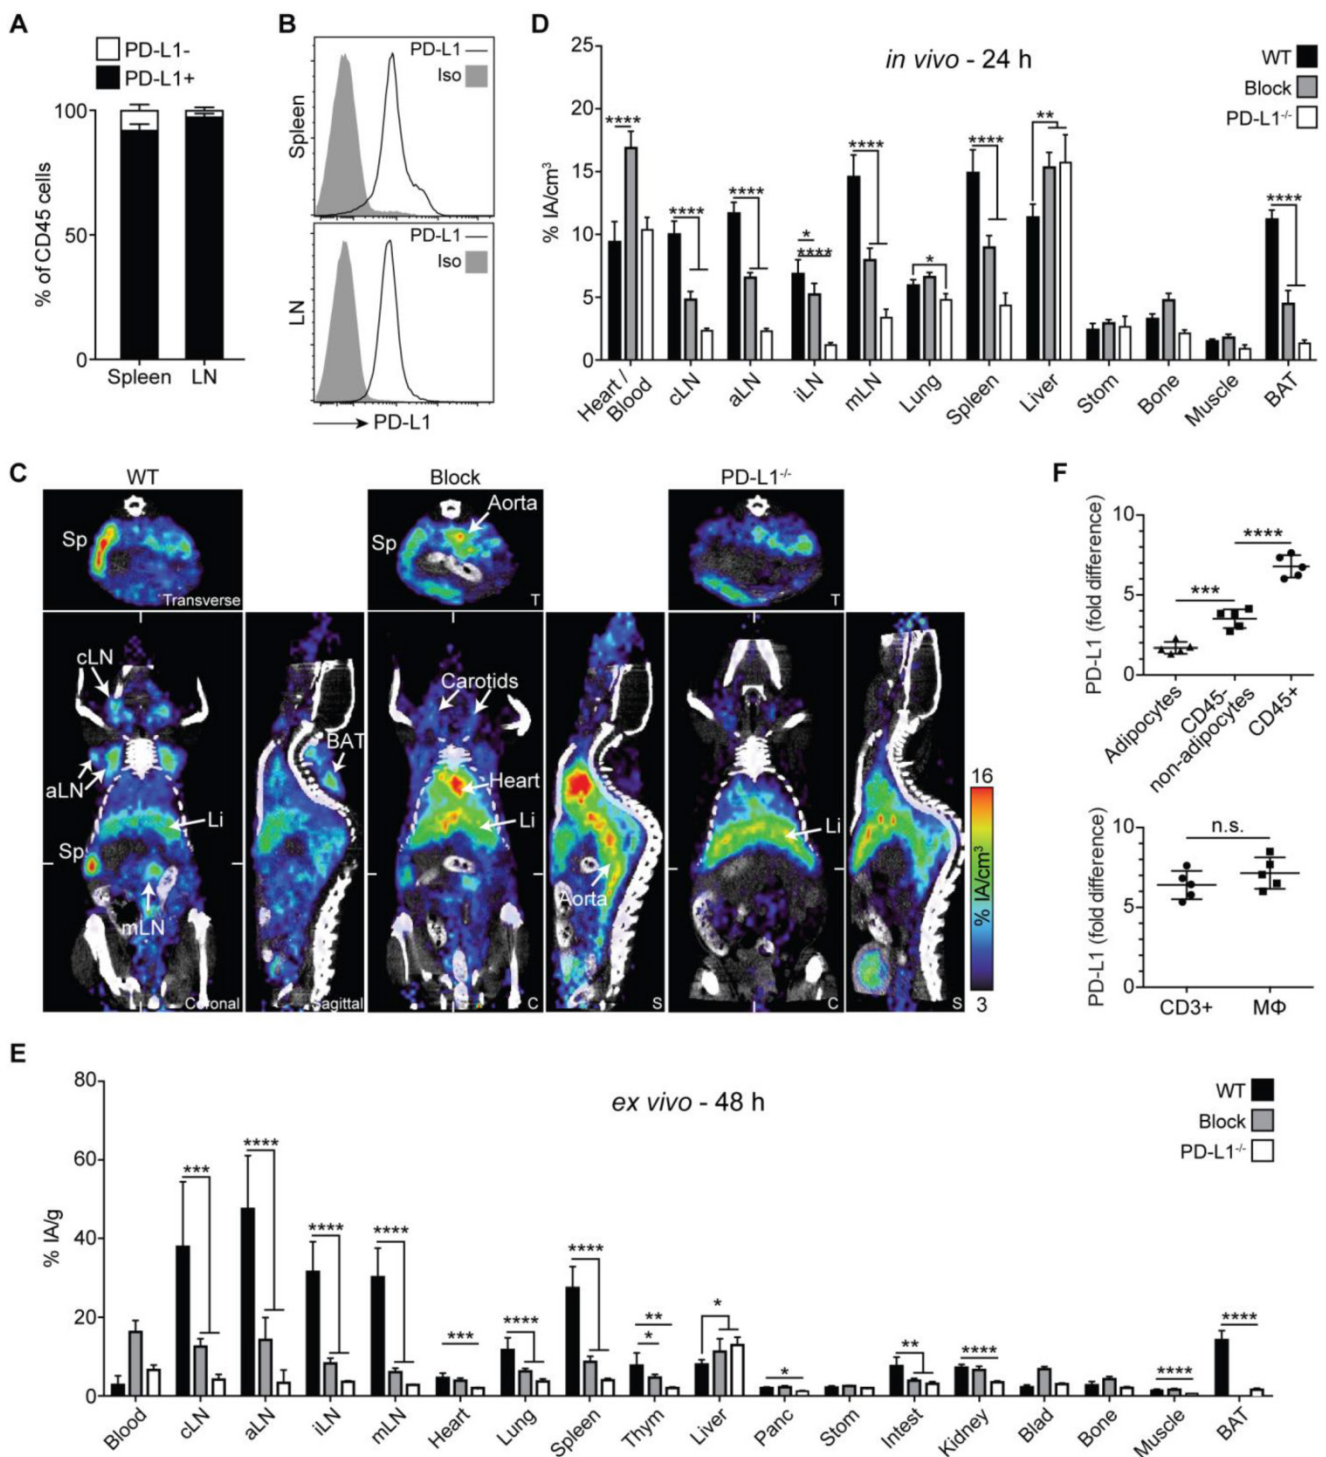 A
PD-L1-
PD-L1+
% of CD45 cells
100
50
0
Spleen
LN
B
PD-L1
Iso
Spleen
PD-L1
Iso
LN
PD-L1
D
in vivo - 24 h
WT
Block
PD-L1-/-
% IA/cm3
25
20
15
10
5
0
****
****
****
*
****
****
*
****
**
****
Heart / Blood
cLN
aLN
iLN
mLN
Lung
Spleen
Liver
Stom
Bone
Muscle
BAT
C
WT
Block
PD-L1-/-
Sp
Transverse
Sp
Aorta
T
T
cLN
aLN
Li
Sp
mLN
Coronal
BAT
Sagittal
Carotids
Heart
Li
C
Aorta
S
Li
C
S
16
% IA/cm3
3
F
PD-L1 (fold difference)
10
5
0
***
****
Adipocytes
CD45-
non-adipocytes
CD45+
PD-L1 (fold difference)
10
5
0
n.s.
CD3+
MΦ
E
ex vivo - 48 h
WT
Block
PD-L1-/-
% IA/g
80
60
40
20
0
***
****
****
****
***
****
****
**
*
*
*
**
****
****
****
Blood
cLN
aLN
iLN
mLN
Heart
Lung
Spleen
Thym
Liver
Panc
Stom
Intest
Kidney
Blad
Bone
Muscle
BAT